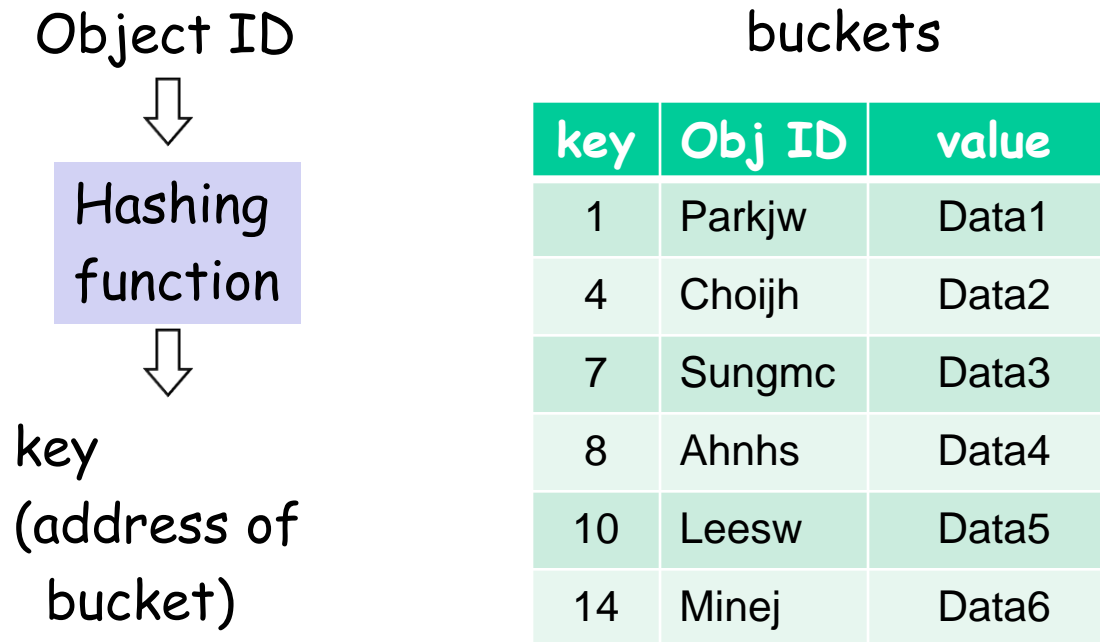 Object ID
Hashing
function
key
(address of
bucket)
buckets
key Obj ID value
1 Parkjw Data1
4 Choijh Data2
7 Sungmc Data3
8 Ahnhs Data4
10 Leesw Data5
14 Minej Data6